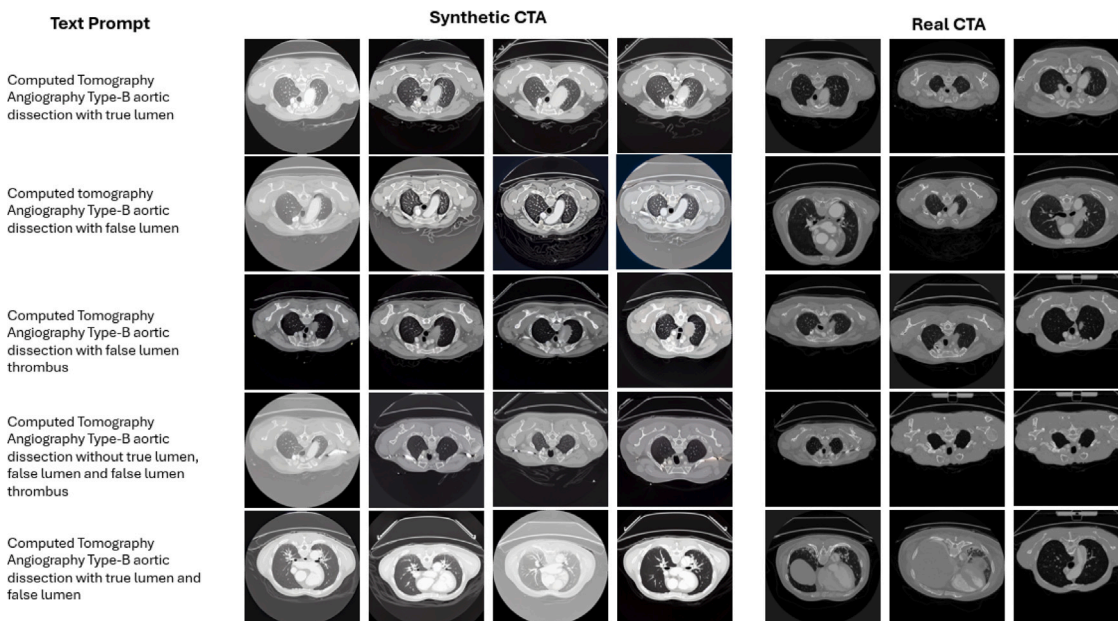 Text Prompt
Synthetic CTA
Real CTA
Computed Tomography
Angiography Type-B aortic
dissection with true lumen
Computed tomography
Angiography Type-B aortic
dissection with false lumen
Computed Tomography
Angiography Type-B aortic
dissection with false lumen
thrombus
Computed Tomography
Angiography Type-B aortic
dissection without true lumen,
false lumen and false lumen
thrombus
Computed Tomography
Angiography Type-B aortic
dissection with true lumen and
false lumen